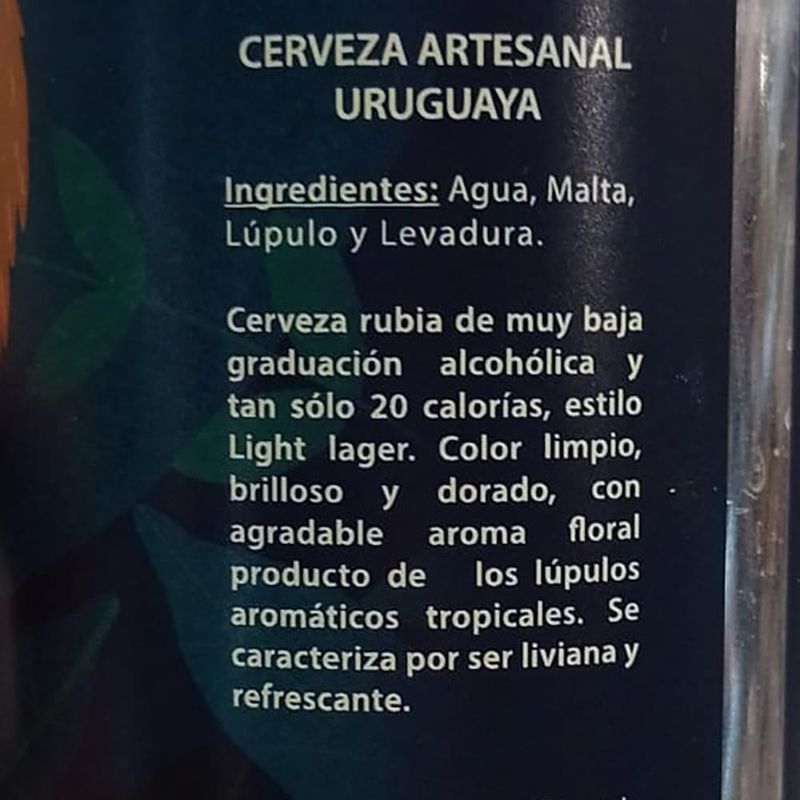 CERVEZA ARTESANAL
URUGUAYA
Ingredientes: Agua, Malta,
Lúpulo y Levadura.
Cerveza rubia de muy baja
graduación alcohólica y
tan sólo 20 calorías, estilo
Light lager. Color limpio,
brilloso y dorado, con
agradable aroma floral
producto de los lúpulos
aromáticos tropicales. Se
caracteriza por ser liviana y
refrescante.